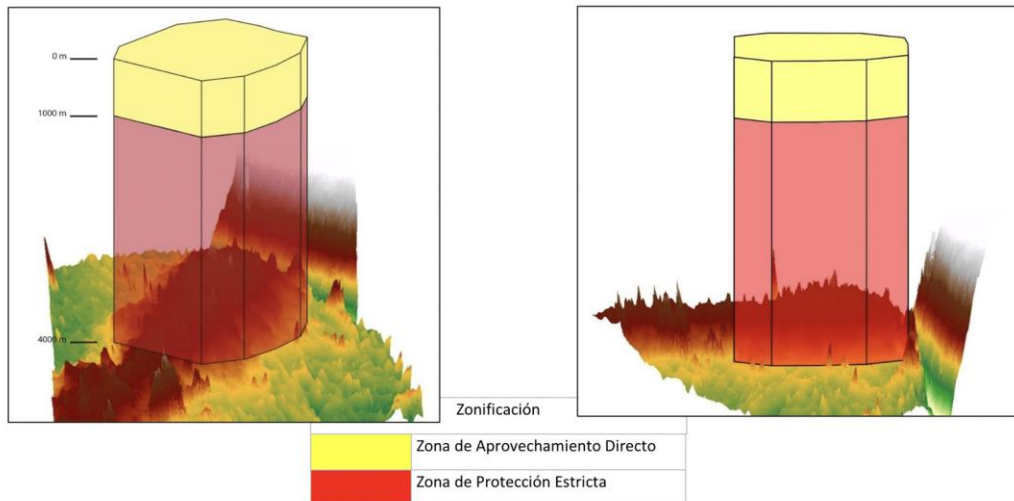 0 m
1000 m
4000 m
Zonificación
Zona de Aprovechamiento Directo
Zona de Protección Estricta